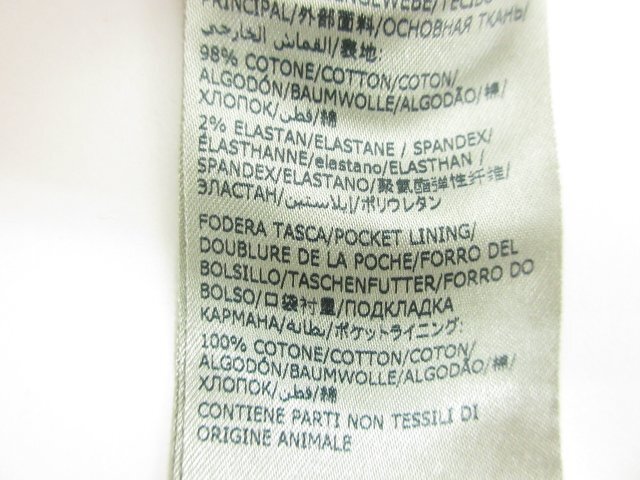 PRINCIPAL/外部面料/ОСНОВНАЯ ТКАНЬ/
القماش الخارجي/表地:
98% COTONE/COTTON/COTON/
ALGODÓN/BAUMWOLLE/ALGODÃO/棉/
ХЛОПОК/قطن/綿
2% ELASTAN/ELASTANE / SPANDEX/
ÉLASTHANNE/elastano/ELASTHAN /
SPANDEX/ELASTANO/聚氨酯弹性纤维/
ЭЛАСТАН/إيلاستين/ポリウレタン
FODERA TASCA/POCKET LINING/
DOUBLURE DE LA POCHE/FORRO DEL
BOLSILLO/TASCHENFUTTER/FORRO DO
BOLSO/口袋衬里/ПОДКЛАДКА
КАРМАНА/بطانه/ポケットライニング:
100% COTONE/COTTON/COTON/
ALGODÓN/BAUMWOLLE/ALGODÃO/棉/
ХЛОПОК/قطن/綿
CONTIENE PARTI NON TESSILI DI
ORIGINE ANIMALE